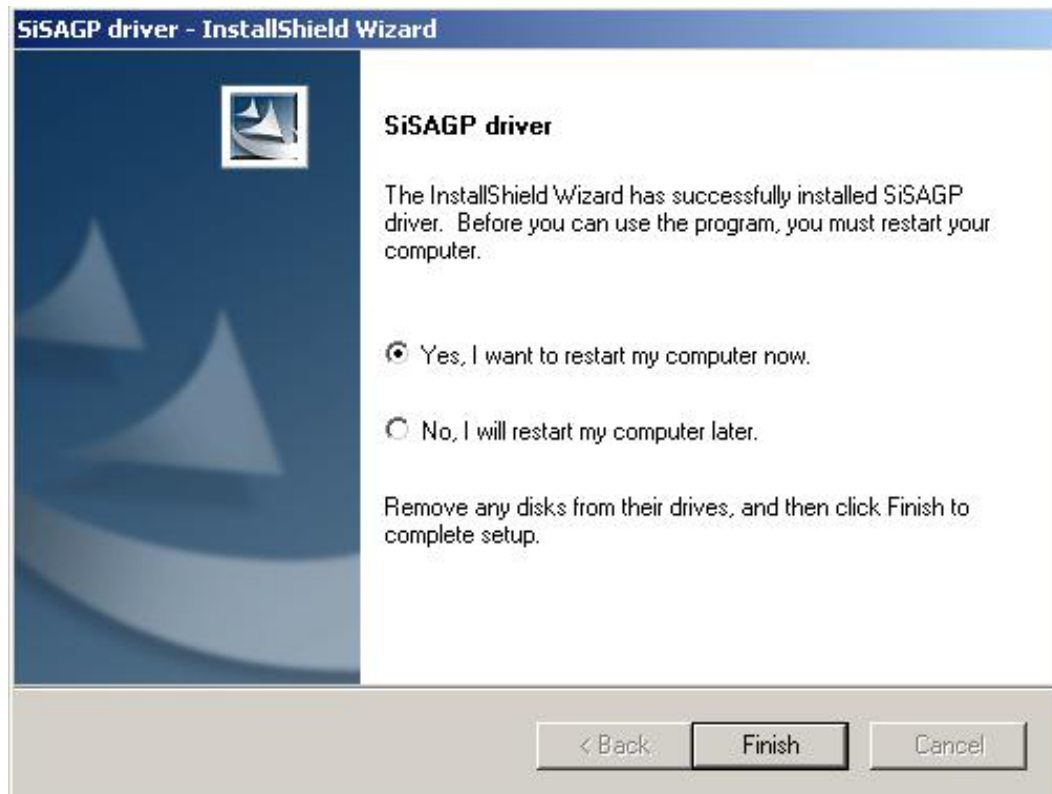 SiSAGP driver - InstallShield Wizard
SiSAGP driver
The InstallShield Wizard has successfully installed SiSAGP
driver.  Before you can use the program, you must restart your
computer.
Yes, I want to restart my computer now.
No, I will restart my computer later.
Remove any disks from their drives, and then click Finish to
complete setup.
< Back Finish Cancel